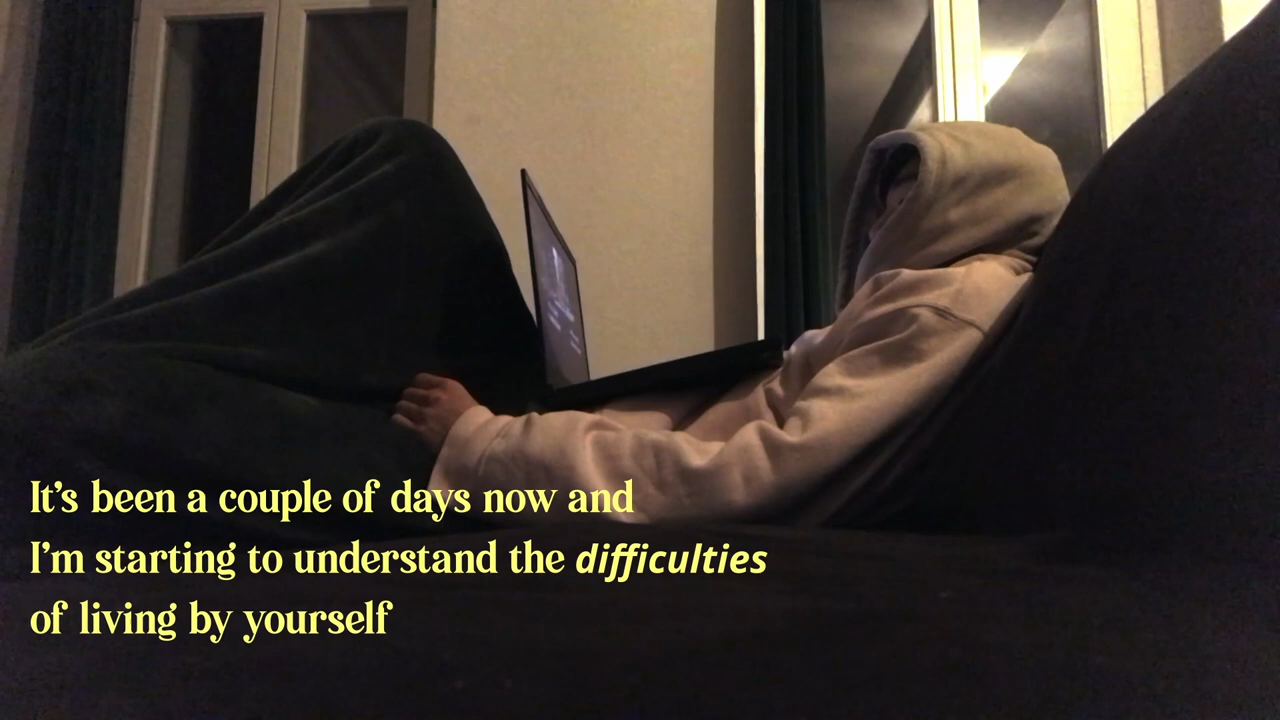 It's been a couple of days now and
I'm starting to understand the difficulties
of living by yourself